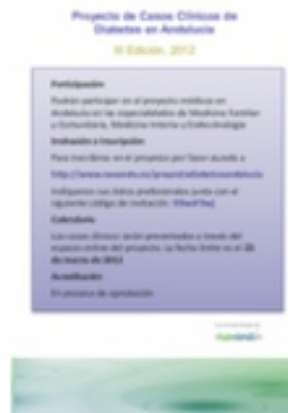 Proyecto de Casos Clínicos de
Diabetes en Andalucía
III Edición. 2012
Participación
Podrán participar en el proyecto médicos en
Andalucía en las especialidades de Medicina Familiar
y Comunitaria, Medicina Interna y Endocrinología
Invitación e Inscripción
Para inscribirse en el proyecto por favor acceda a
Indíquenos sus datos profesionales junto con el
siguiente código de invitación:
Calendario
Los casos clínicos serán presentados a través del
espacio online del proyecto. La fecha límite es el 25
de marzo de 2012
Acreditación
En proceso de aprobación